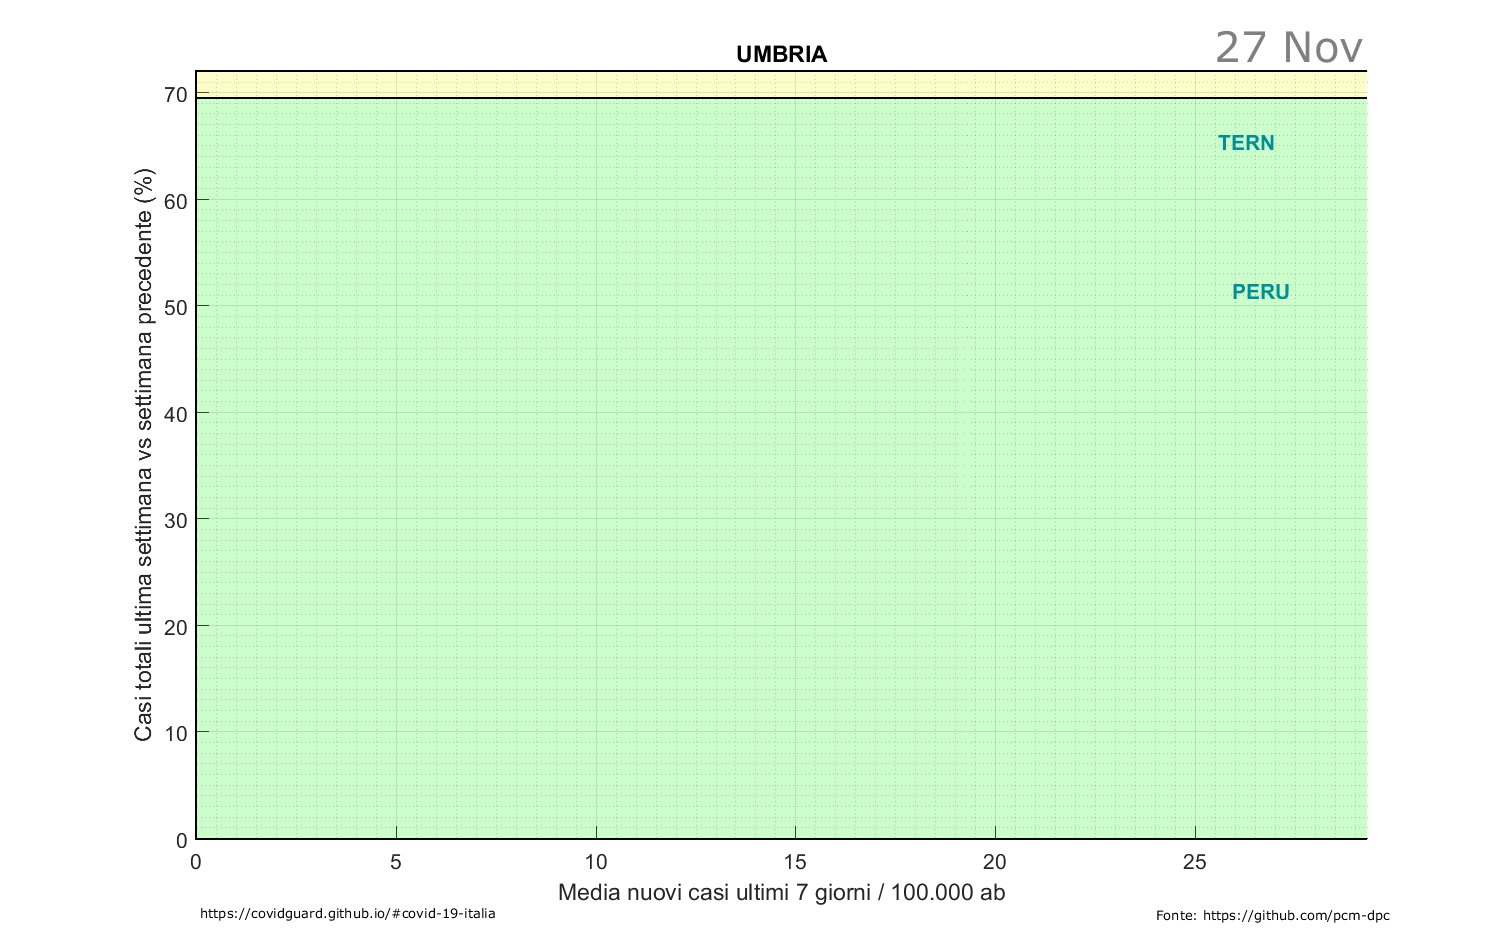 UMBRIA
27 Nov
70
60
50
40
30
20
10
0
Casi totali ultima settimana vs settimana precedente (%)
TERN
PERU
0 5 10 15 20 25
Media nuovi casi ultimi 7 giorni / 100.000 ab
https://covidguard.github.io/#covid-19-italia
Fonte: https://github.com/pcm-dpc